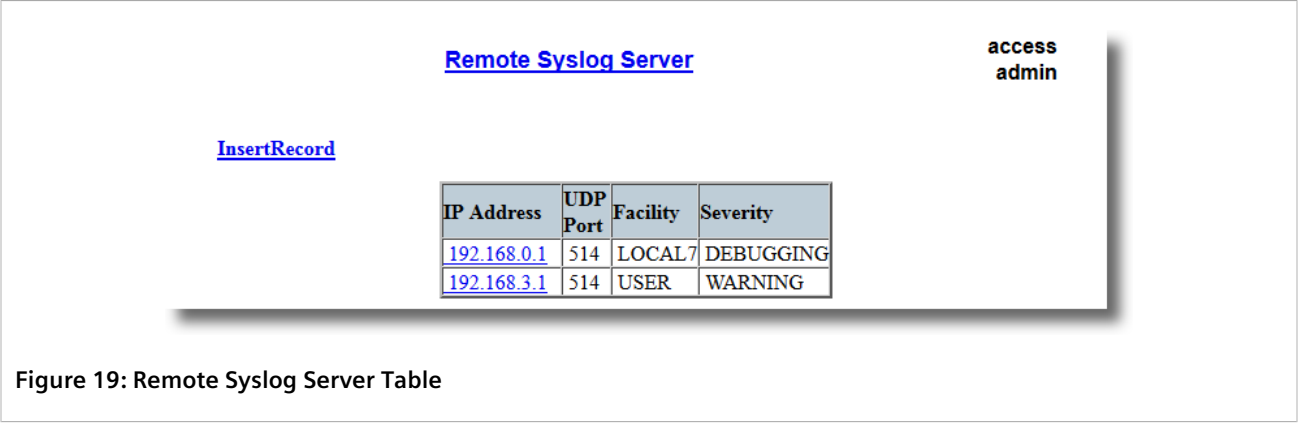 Remote Syslog Server
access
admin
InsertRecord
IP Address UDP Port Facility Severity
192.168.0.1 514 LOCAL7 DEBUGGING
192.168.3.1 514 USER WARNING
Figure 19: Remote Syslog Server Table